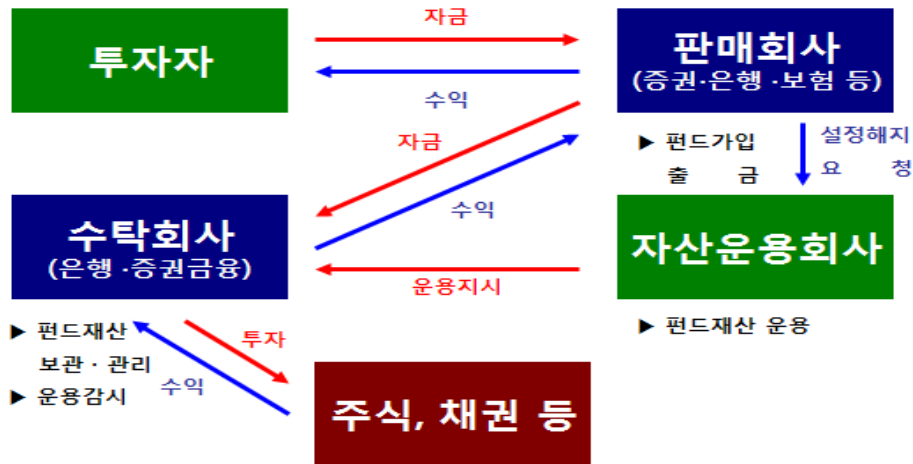 자금
투자자
판매회사
(증권·은행·보험 등)
수익
자금
▶ 펀드가입
출 금
설정해지
요 청
수익
수탁회사
(은행·증권금융)
자산운용회사
운용지시
▶ 펀드재산
보관·관리
▶ 운용감시
투자
수익
▶ 펀드재산 운용
주식, 채권 등